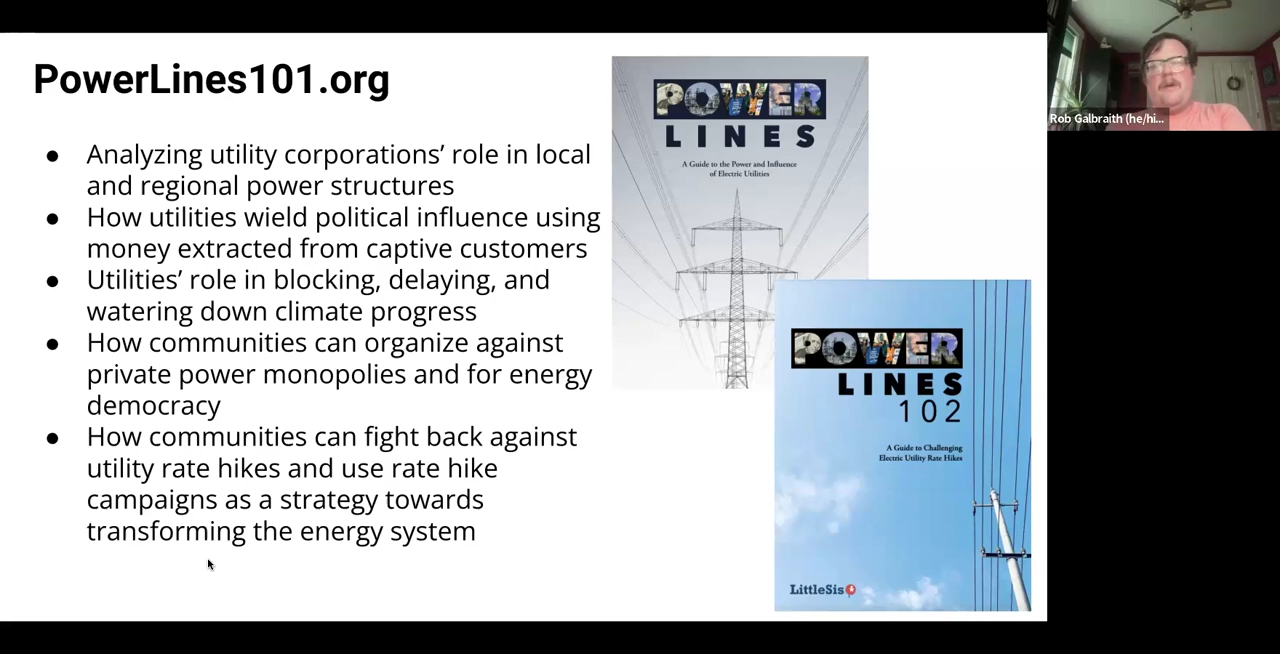 PowerLines101.org
● Analyzing utility corporations’ role in local
and regional power structures
● How utilities wield political influence using
money extracted from captive customers
● Utilities’ role in blocking, delaying, and
watering down climate progress
● How communities can organize against
private power monopolies and for energy
democracy
● How communities can fight back against
utility rate hikes and use rate hike
campaigns as a strategy towards
transforming the energy system
POWER
LINES
A Guide to the Power and Influence
of Electric Utilities
POWER
LINES
102
A Guide to Challenging
Electric Utility Rate Hikes
LittleSis
Rob Galbraith (he/hi...